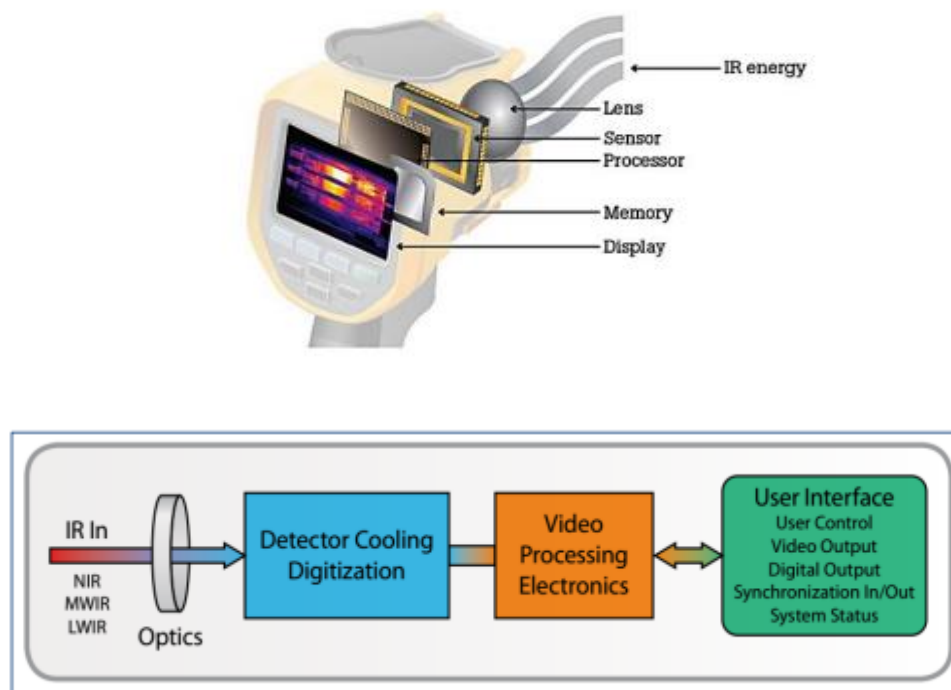 IR energy
Lens
Sensor
Processor
Memory
Display
IR In
NIR
MWIR
LWIR
Optics
Detector Cooling
Digitization
Video
Processing
Electronics
User Interface
User Control
Video Output
Digital Output
Synchronization In/Out
System Status